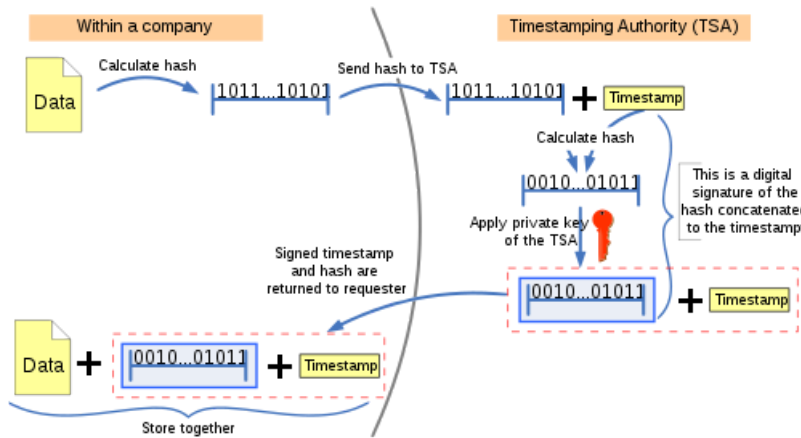 Within a company
Timestamping Authority (TSA)
Calculate hash
Send hash to TSA
Data
1011...10101
1011...10101
Timestamp
Calculate hash
0010...01011
This is a digital
signature of the
hash concatenated
to the timestamp
Apply private key
of the TSA
Signed timestamp
and hash are
returned to requester
0010...01011
Timestamp
Data
0010...01011
Timestamp
Store together